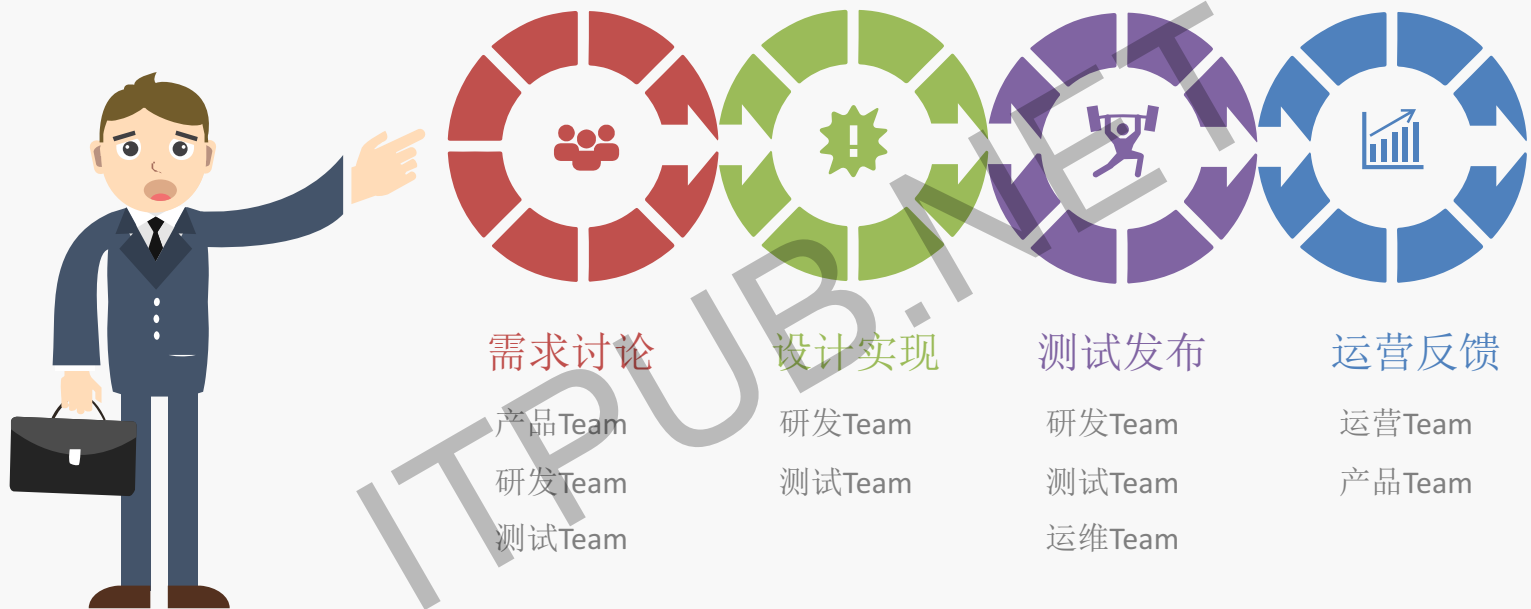 需求讨论
产品Team
研发Team
测试Team
设计实现
研发Team
测试Team
测试发布
研发Team
测试Team
运维Team
运营反馈
运营Team
产品Team
ITPUB.NET